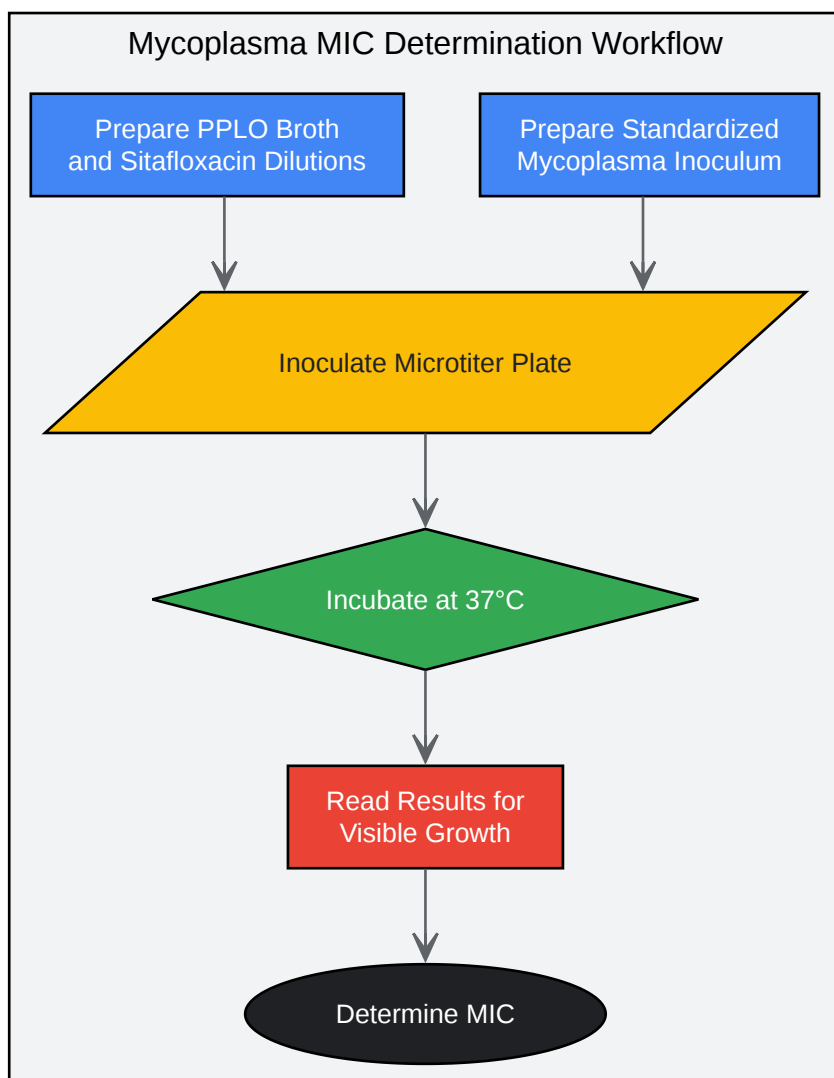 Mycoplasma MIC Determination Workflow
Prepare PPLO Broth
and Sitafloxacin Dilutions
Prepare Standardized
Mycoplasma Inoculum
Inoculate Microtiter Plate
Incubate at 37°C
Read Results for
Visible Growth
Determine MIC